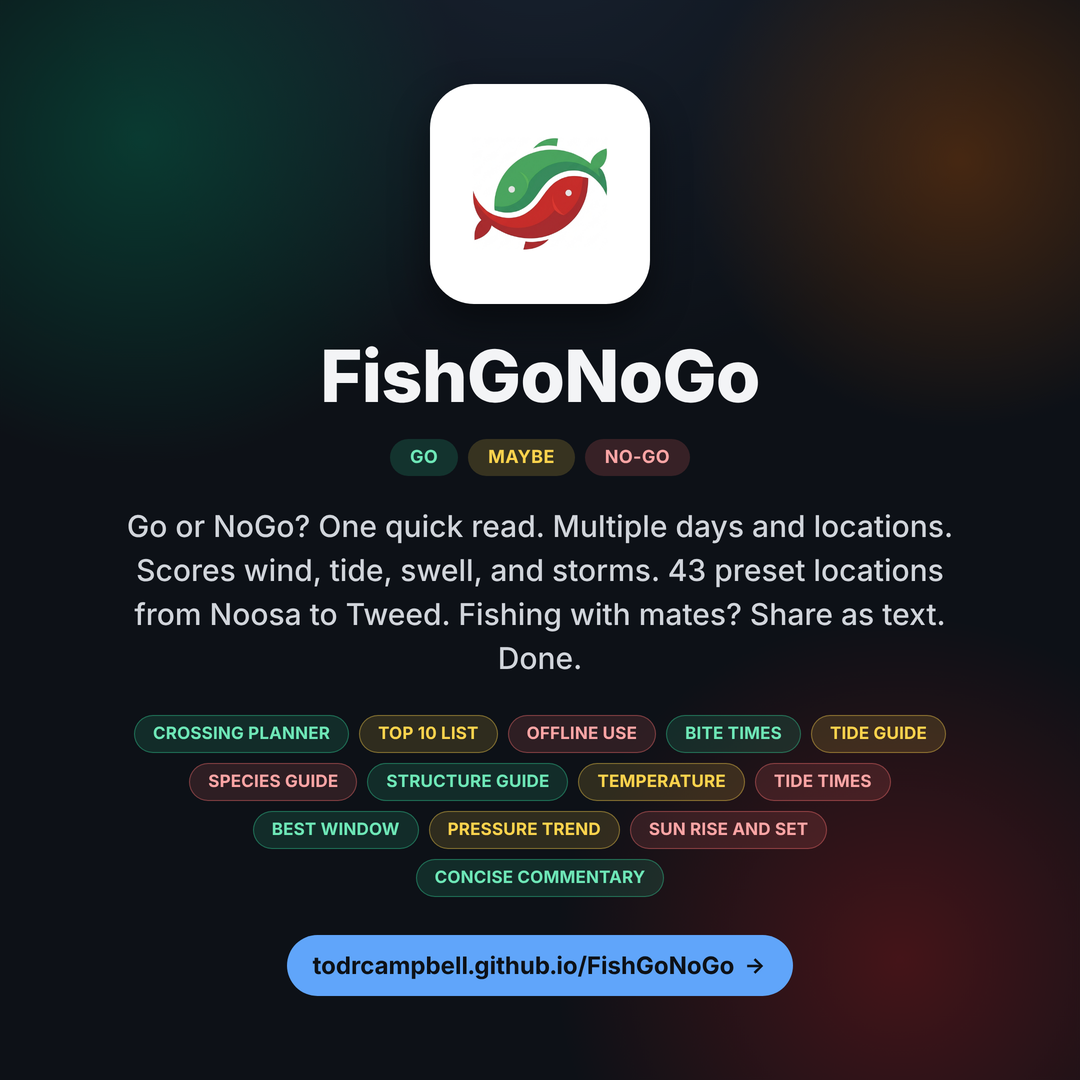 FishGoNoGo
GO MAYBE NO-GO
Go or NoGo? One quick read. Multiple days and locations.
Scores wind, tide, swell, and storms. 43 preset locations
from Noosa to Tweed. Fishing with mates? Share as text.
Done.
CROSSING PLANNER TOP 10 LIST OFFLINE USE BITE TIMES TIDE GUIDE
SPECIES GUIDE STRUCTURE GUIDE TEMPERATURE TIDE TIMES
BEST WINDOW PRESSURE TREND SUN RISE AND SET
CONCISE COMMENTARY
todrcampbell.github.io/FishGoNoGo →